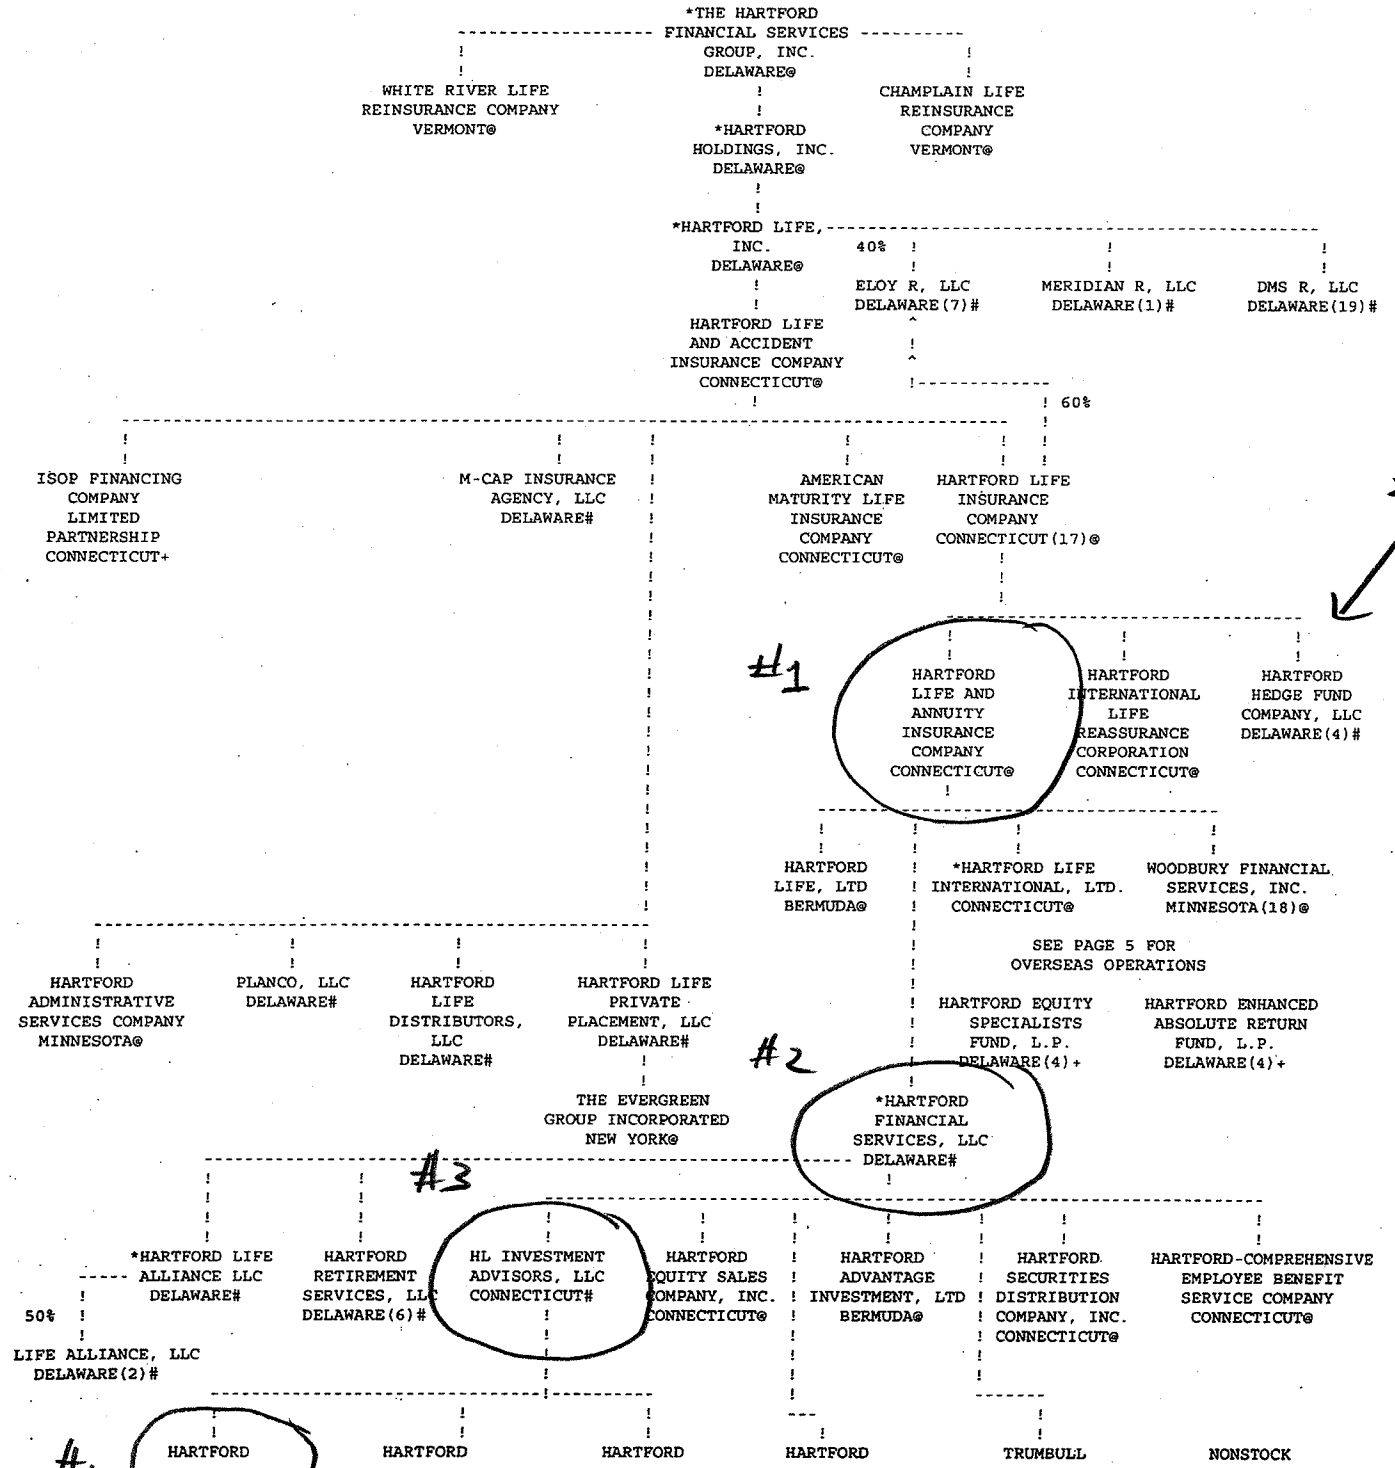 *THE HARTFORD
FINANCIAL SERVICES
GROUP, INC.
DELAWARE@
WHITE RIVER LIFE
REINSURANCE COMPANY
VERMONT@
CHAMPLAIN LIFE
REINSURANCE
COMPANY
VERMONT@
*HARTFORD
HOLDINGS, INC.
DELAWARE@
*HARTFORD LIFE,
INC.
DELAWARE@
40%
ELOY R, LLC
DELAWARE(7)#
MERIDIAN R, LLC
DELAWARE(1)#
DMS R, LLC
DELAWARE(19)#
HARTFORD LIFE
AND ACCIDENT
INSURANCE COMPANY
CONNECTICUT@
60%
ISOP FINANCING
COMPANY
LIMITED
PARTNERSHIP
CONNECTICUT+
M-CAP INSURANCE
AGENCY, LLC
DELAWARE#
AMERICAN
MATURITY LIFE
INSURANCE
COMPANY
CONNECTICUT@
HARTFORD LIFE
INSURANCE
COMPANY
CONNECTICUT(17)@
#1
HARTFORD
LIFE AND
ANNUITY
INSURANCE
COMPANY
CONNECTICUT@
HARTFORD
INTERNATIONAL
LIFE
REASSURANCE
CORPORATION
CONNECTICUT@
HARTFORD
HEDGE FUND
COMPANY, LLC
DELAWARE(4)#
HARTFORD
LIFE, LTD
BERMUDA@
*HARTFORD LIFE
INTERNATIONAL, LTD.
CONNECTICUT@
WOODBURY FINANCIAL
SERVICES, INC.
MINNESOTA(18)@
SEE PAGE 5 FOR
OVERSEAS OPERATIONS
HARTFORD
ADMINISTRATIVE
SERVICES COMPANY
MINNESOTA@
PLANCO, LLC
DELAWARE#
HARTFORD
LIFE
DISTRIBUTORS,
LLC
DELAWARE#
HARTFORD LIFE
PRIVATE
PLACEMENT, LLC
DELAWARE#
HARTFORD EQUITY
SPECIALISTS
FUND, L.P.
DELAWARE(4)+
HARTFORD ENHANCED
ABSOLUTE RETURN
FUND, L.P.
DELAWARE(4)+
#2
THE EVERGREEN
GROUP INCORPORATED
NEW YORK@
*HARTFORD
FINANCIAL
SERVICES, LLC
DELAWARE#
#3
*HARTFORD LIFE
ALLIANCE LLC
DELAWARE#
HARTFORD
RETIREMENT
SERVICES, LLC
DELAWARE(6)#
HL INVESTMENT
ADVISORS, LLC
CONNECTICUT#
HARTFORD
EQUITY SALES
COMPANY, INC.
CONNECTICUT@
HARTFORD
ADVANTAGE
INVESTMENT, LTD
BERMUDA@
HARTFORD
SECURITIES
DISTRIBUTION
COMPANY, INC.
CONNECTICUT@
HARTFORD-COMPREHENSIVE
EMPLOYEE BENEFIT
SERVICE COMPANY
CONNECTICUT@
50%
LIFE ALLIANCE, LLC
DELAWARE(2)#
HARTFORD
HARTFORD
HARTFORD
HARTFORD
TRUMBULL
NONSTOCK